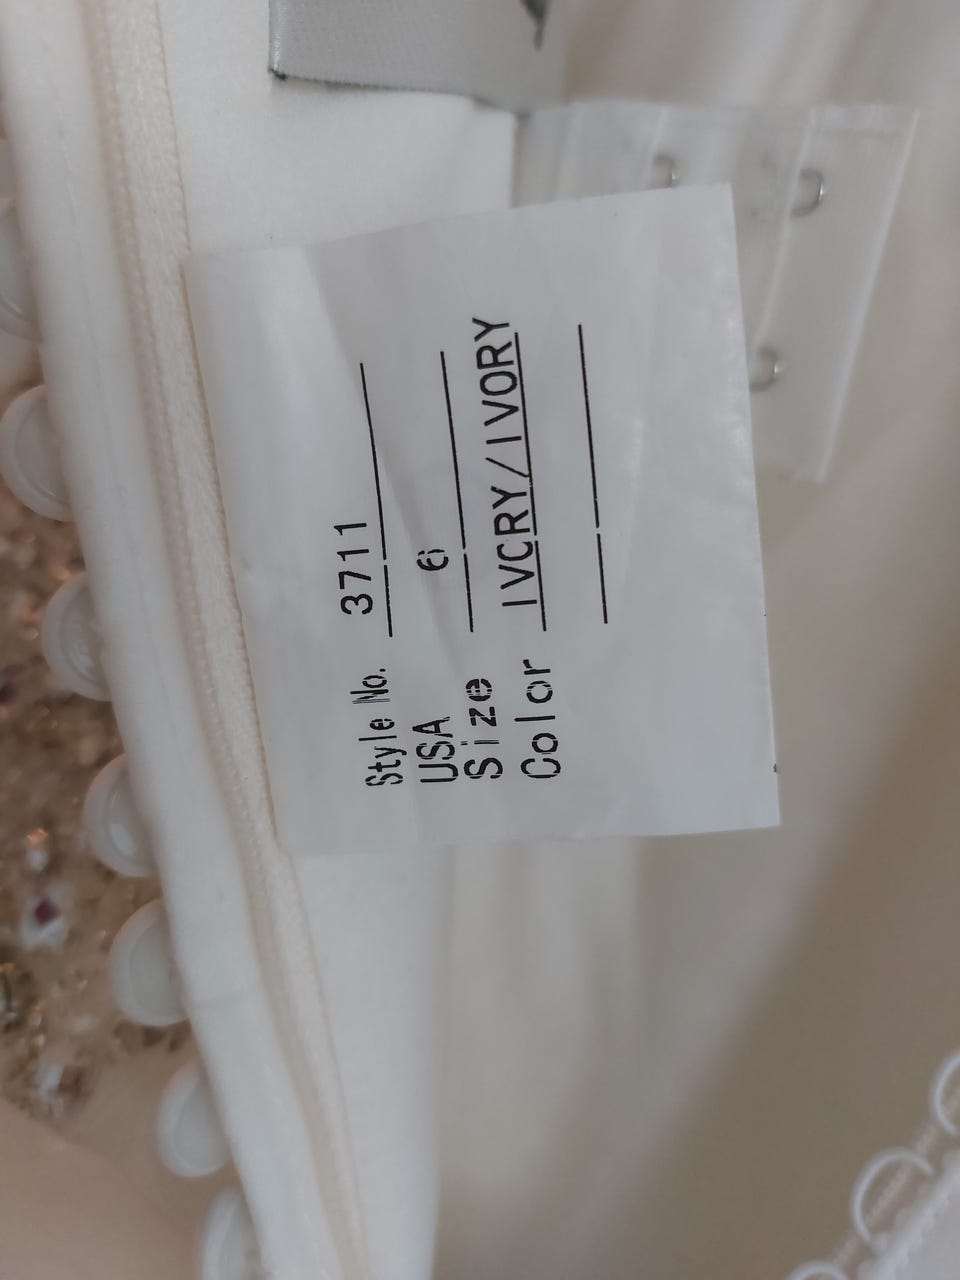 Style No. 3711
USA
Size 6
Color IVCRY/IVORY